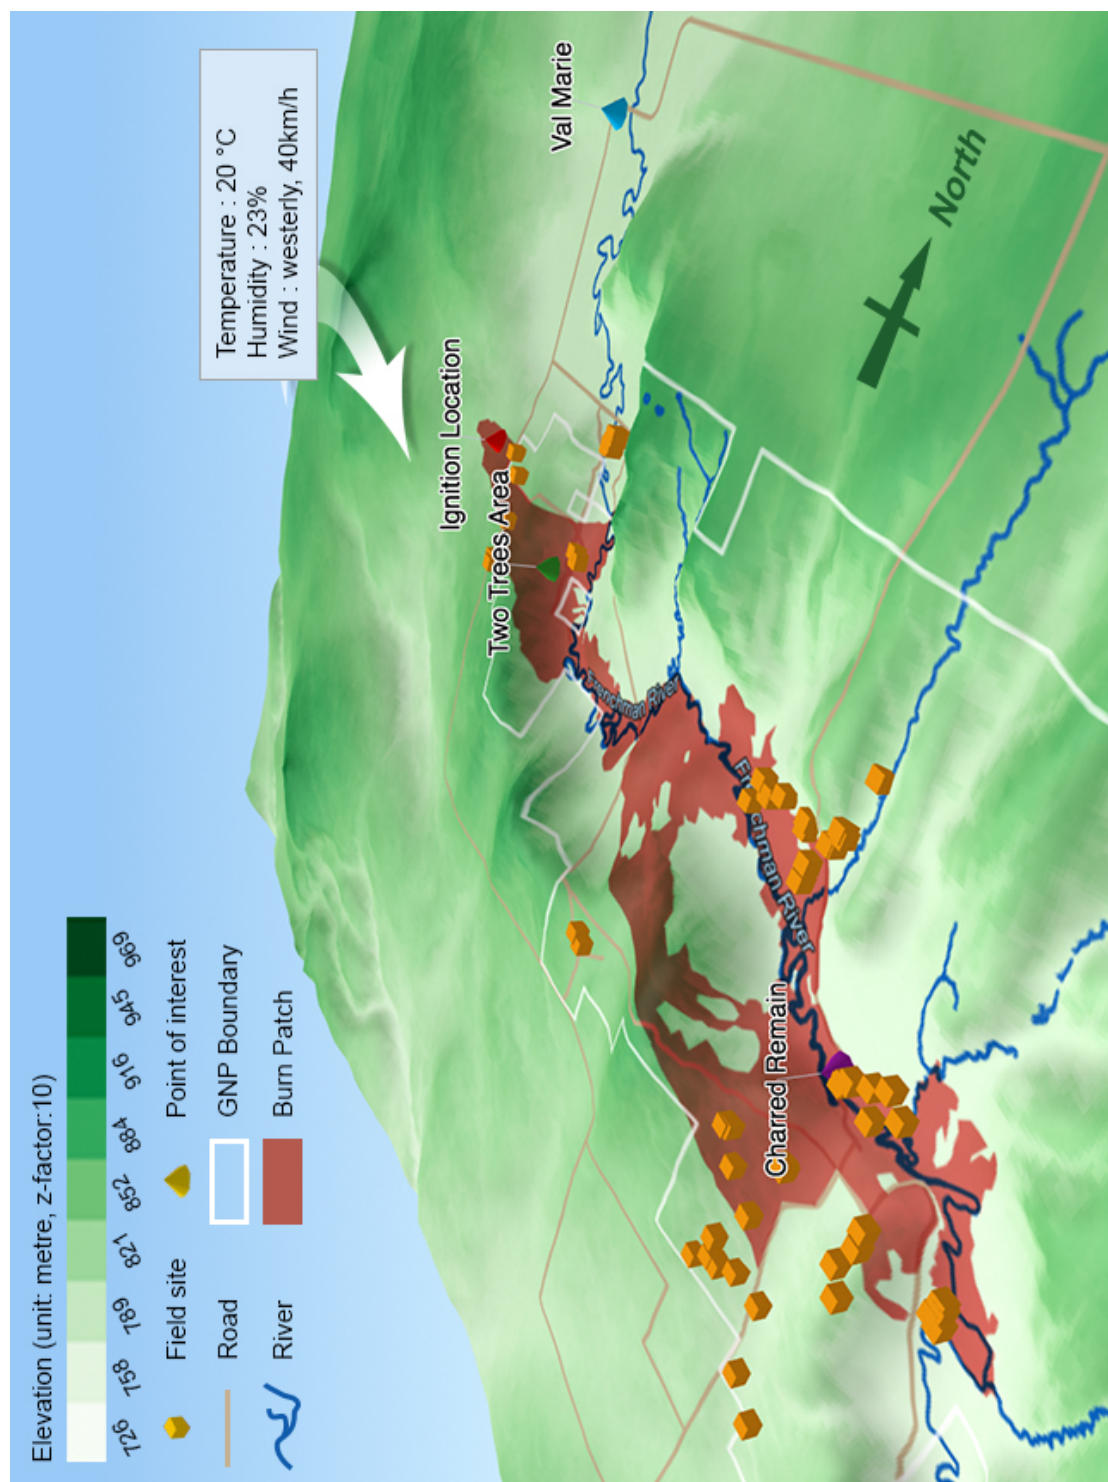 Elevation (unit: metre, z-factor:10)
726 758 789 821 852 884 916 945 969
Field site
Point of interest
Road
GNP Boundary
River
Burn Patch
Temperature : 20 °C
Humidity : 23%
Wind : westerly, 40km/h
Val Marie
North
Ignition Location
Two Trees Area
Frenchman River
Frenchman River
Charred Remain